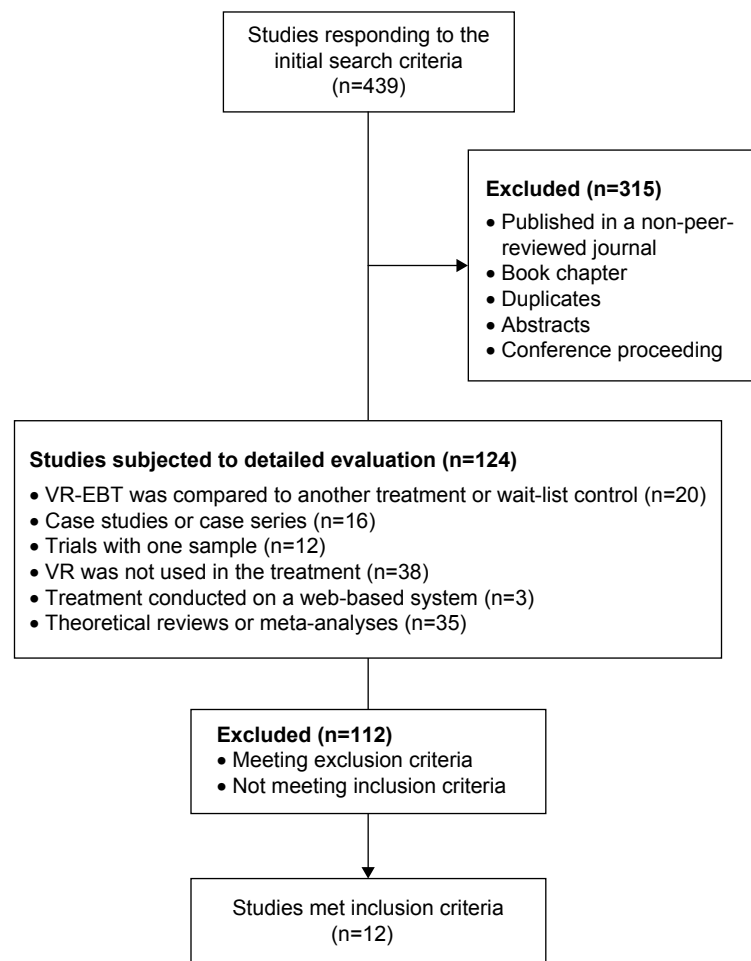 Studies responding to the
initial search criteria
(n=439)
Excluded (n=315)
• Published in a non-peer-
reviewed journal
• Book chapter
• Duplicates
• Abstracts
• Conference proceeding
Studies subjected to detailed evaluation (n=124)
• VR-EBT was compared to another treatment or wait-list control (n=20)
• Case studies or case series (n=16)
• Trials with one sample (n=12)
• VR was not used in the treatment (n=38)
• Treatment conducted on a web-based system (n=3)
• Theoretical reviews or meta-analyses (n=35)
Excluded (n=112)
• Meeting exclusion criteria
• Not meeting inclusion criteria
Studies met inclusion criteria
(n=12)